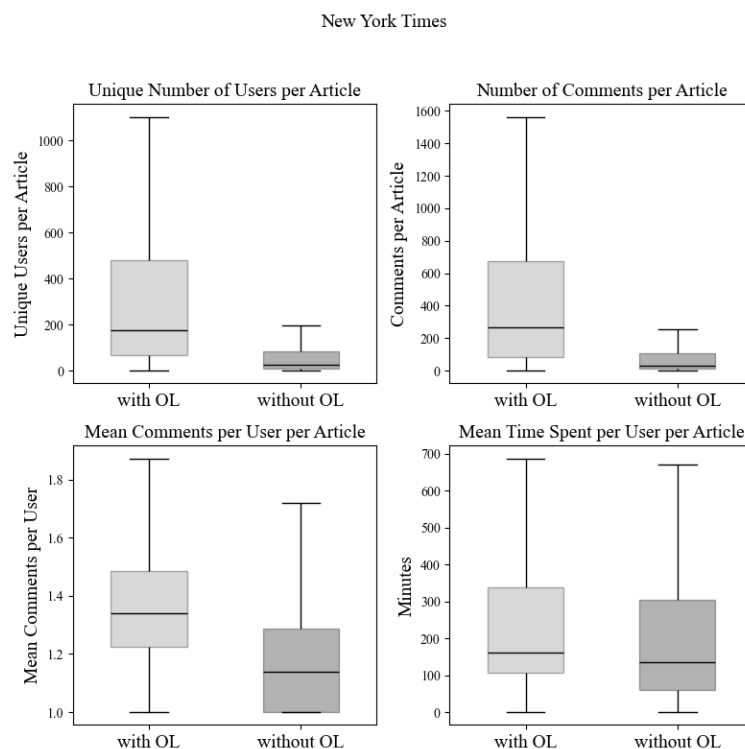 New York Times
Unique Number of Users per Article
Unique Users per Article
1000
800
600
400
200
0
with OL
without OL
Number of Comments per Article
Comments per Article
1600
1400
1200
1000
800
600
400
200
0
with OL
without OL
Mean Comments per User per Article
Mean Comments per User
1.8
1.6
1.4
1.2
1.0
with OL
without OL
Mean Time Spent per User per Article
Minutes
700
600
500
400
300
200
100
0
with OL
without OL